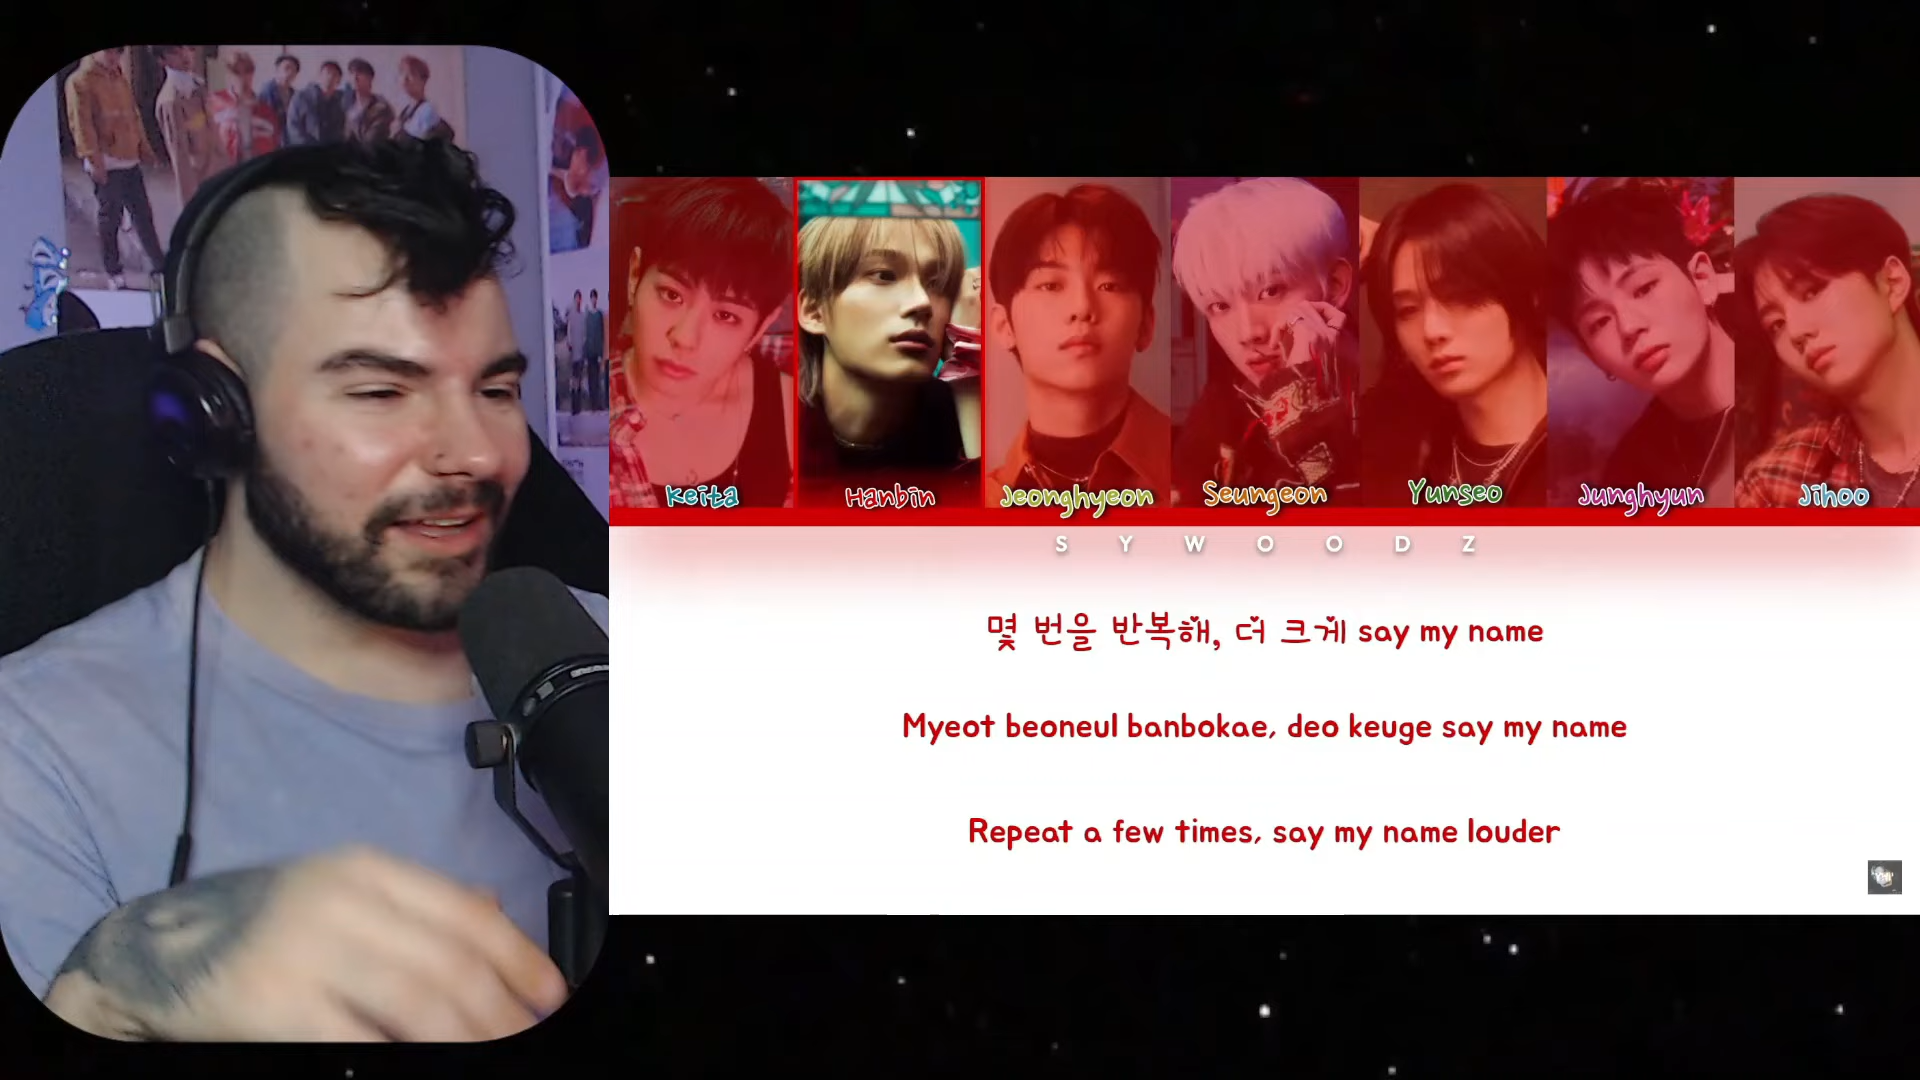 Keita
Hanbin
Jeonghyeon
Seungeon
Yunseo
Junghyun
Jihoo
SYWOODZ
몇 번을 반복해, 더 크게 say my name
Myeot beoneul banbokae, deo keuge say my name
Repeat a few times, say my name louder